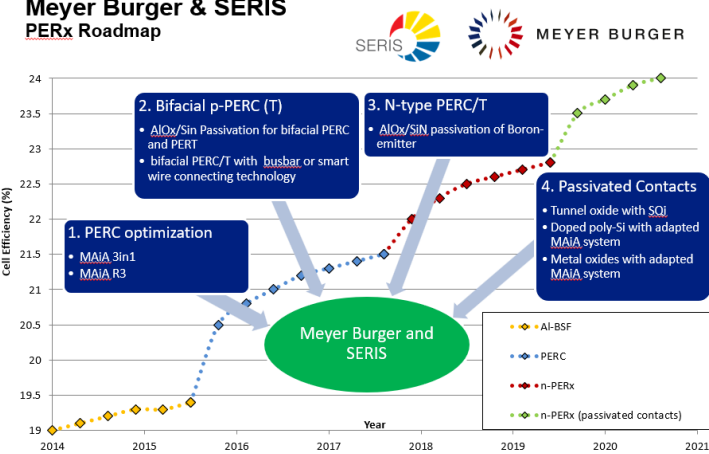 Meyer Burger & SERIS
PERx Roadmap
SERIS
MEYER BURGER
Cell Efficiency (%)
24
23.5
23
22.5
22
21.5
21
20.5
20
19.5
19
2. Bifacial p-PERC (T)
• AlOx/Sin Passivation for bifacial PERC
and PERT
• bifacial PERC/T with busbar or smart
wire connecting technology
3. N-type PERC/T
• AlOx/SiN passivation of Boron-
emitter
1. PERC optimization
• MAiA 3in1
• MAiA R3
4. Passivated Contacts
• Tunnel oxide with SQi
• Doped poly-Si with adapted
MAiA system
• Metal oxides with adapted
MAiA system
Meyer Burger and
SERIS
Al-BSF
PERC
n-PERx
n-PERx (passivated contacts)
Year
2014
2015
2016
2017
2018
2019
2020
2021